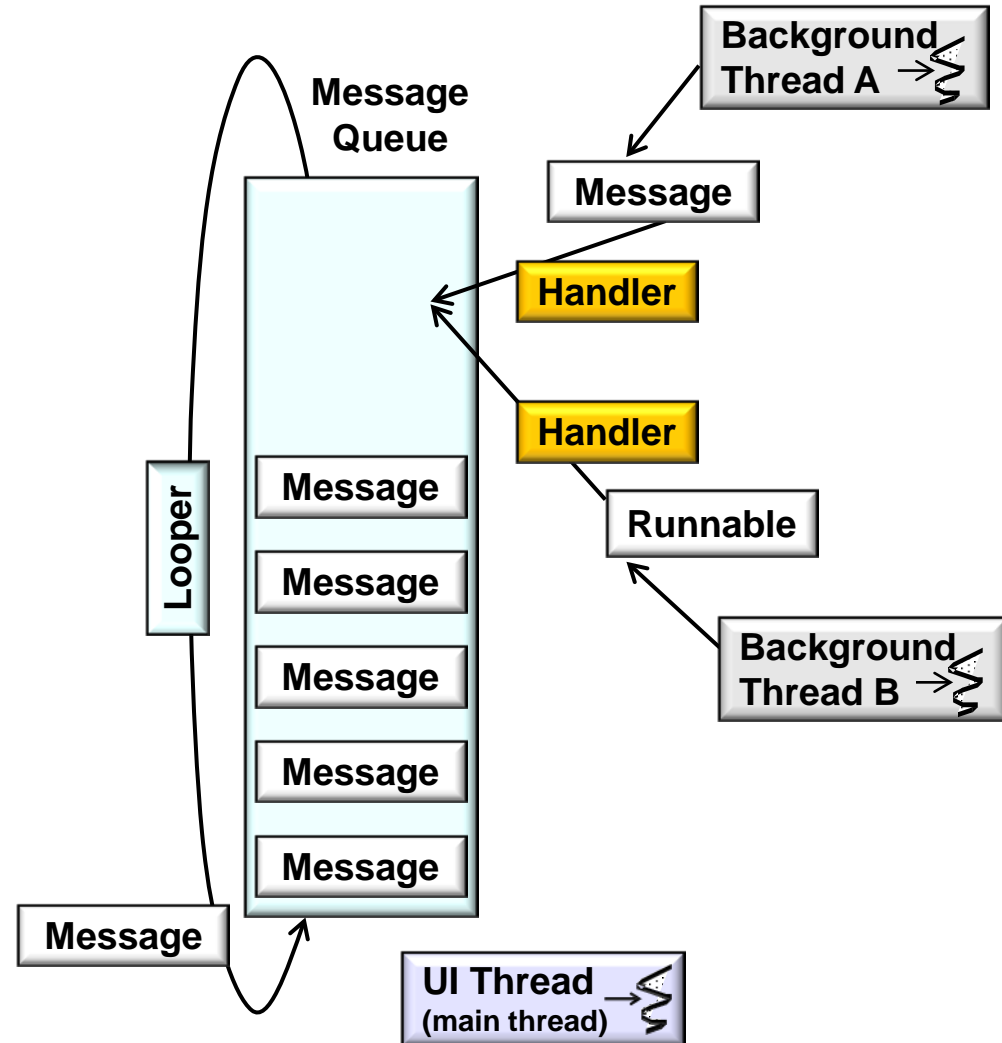 Background
Thread A
Message
Queue
Message
Handler
Handler
Message
Runnable
Looper
Message
Message
Background
Thread B
Message
Message
Message
UI Thread
(main thread)